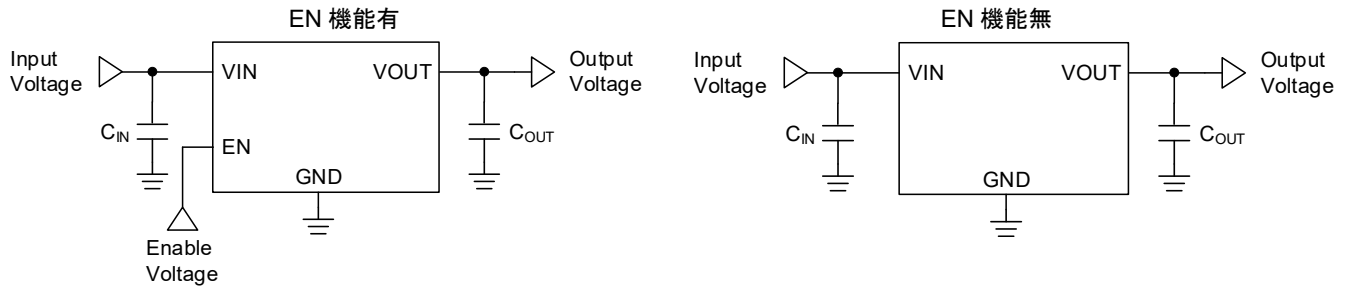 EN 機能有
Input
Voltage
VIN
VOUT
Output
Voltage
C_IN
EN
C_OUT
GND
Enable
Voltage
EN 機能無
Input
Voltage
VIN
VOUT
Output
Voltage
C_IN
C_OUT
GND